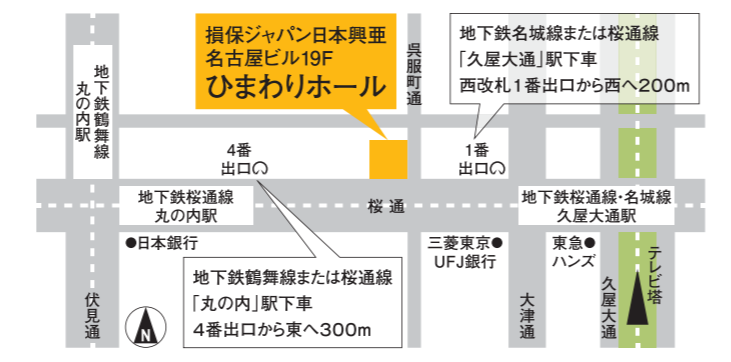 損保ジャパン日本興亜
名古屋ビル19F
ひまわりホール
呉服町通
地下鉄名城線または桜通線
「久屋大通」駅下車
西改札1番出口から西へ200m
地下鉄鶴舞線
丸の内駅
4番
出口
1番
出口
地下鉄桜通線
丸の内駅
桜通
地下鉄桜通線・名城線
久屋大通駅
●日本銀行
三菱東京●
UFJ銀行
東急●
ハンズ
地下鉄鶴舞線または桜通線
「丸の内」駅下車
4番出口から東へ300m
伏見通
N
大津通
久屋大通
テレビ塔